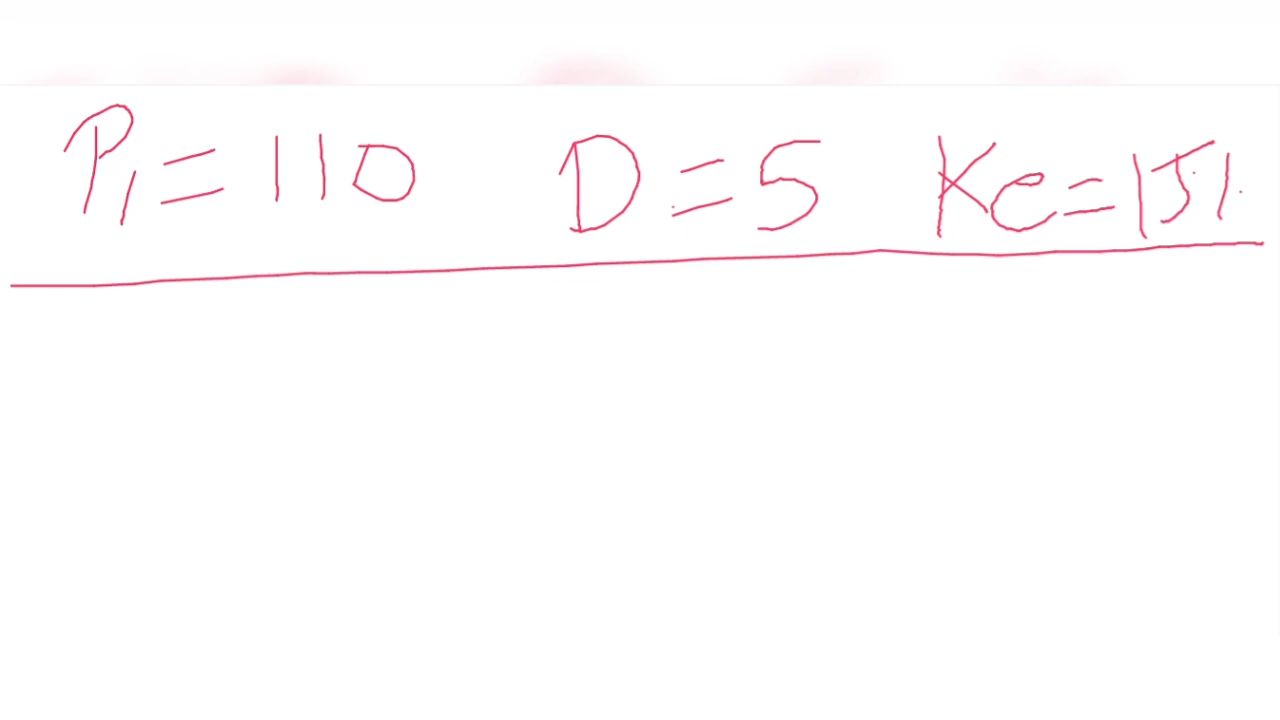 P₁ = 110 D = 5 Ke = 15%